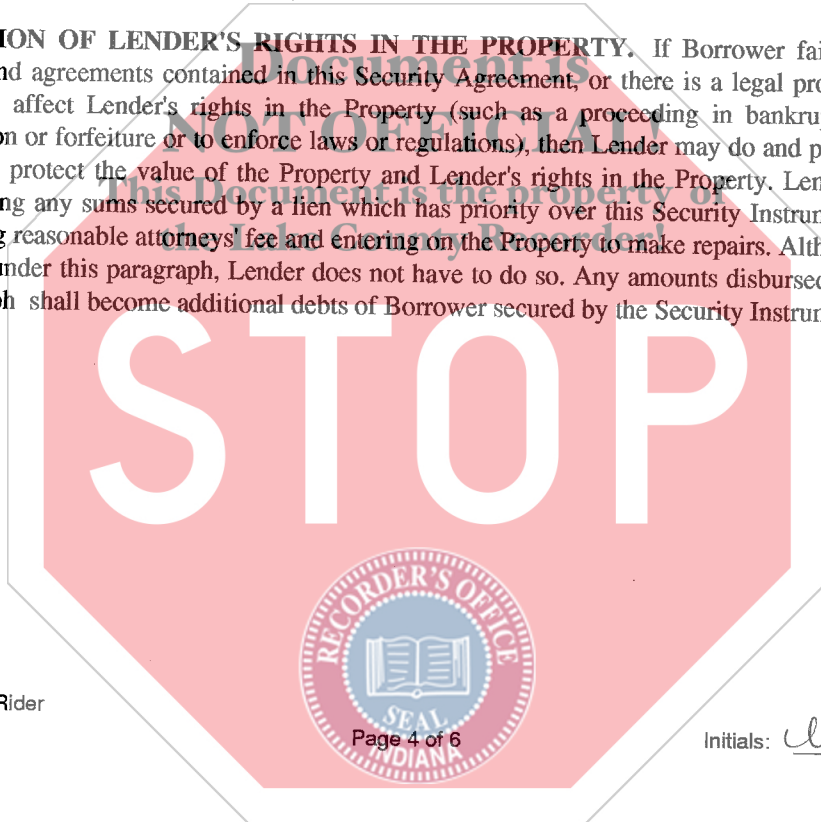 ION OF LENDER'S RIGHTS IN THE PROPERTY. If Borrower fai
nd agreements contained in this Security Agreement, or there is a legal pro
affect Lender's rights in the Property (such as a proceeding in bankru
on or forfeiture or to enforce laws or regulations), then Lender may do and p
protect the value of the Property and Lender's rights in the Property. Len
ng any sums secured by a lien which has priority over this Security Instrum
g reasonable attorneys' fee and entering on the Property to make repairs. Alth
nder this paragraph, Lender does not have to do so. Any amounts disbursed
ph shall become additional debts of Borrower secured by the Security Instrum
Document is
NOT OFFICIAL!
This Document is the property of
the Lake County Recorder!
STOP
RECORDER'S OFFICE
SEAL
INDIANA
Rider
Page 4 of 6
Initials: